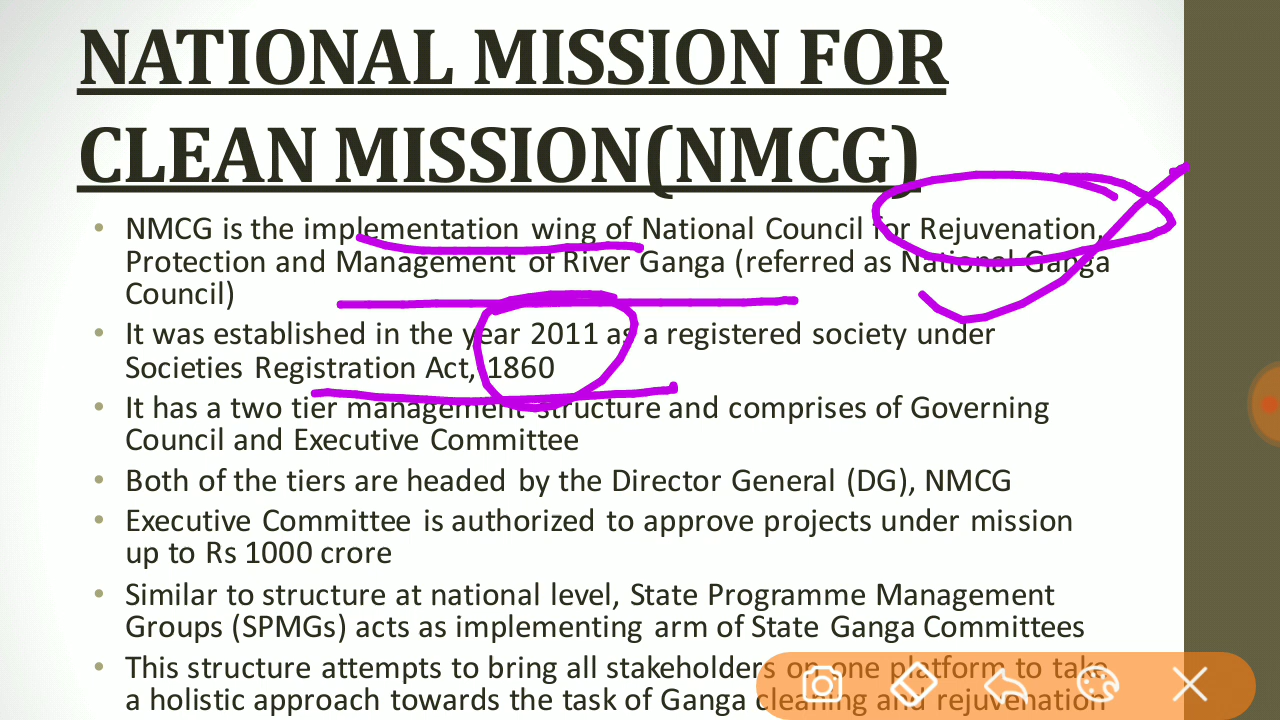 NATIONAL MISSION FOR
CLEAN MISSION(NMCG)
• NMCG is the implementation wing of National Council for Rejuvenation,
Protection and Management of River Ganga (referred as National Ganga
Council)
• It was established in the year 2011 as a registered society under
Societies Registration Act, 1860
• It has a two tier management structure and comprises of Governing
Council and Executive Committee
• Both of the tiers are headed by the Director General (DG), NMCG
• Executive Committee is authorized to approve projects under mission
up to Rs 1000 crore
• Similar to structure at national level, State Programme Management
Groups (SPMGs) acts as implementing arm of State Ganga Committees
• This structure attempts to bring all stakeholders on one platform to take
a holistic approach towards the task of Ganga cleaning and rejuvenation